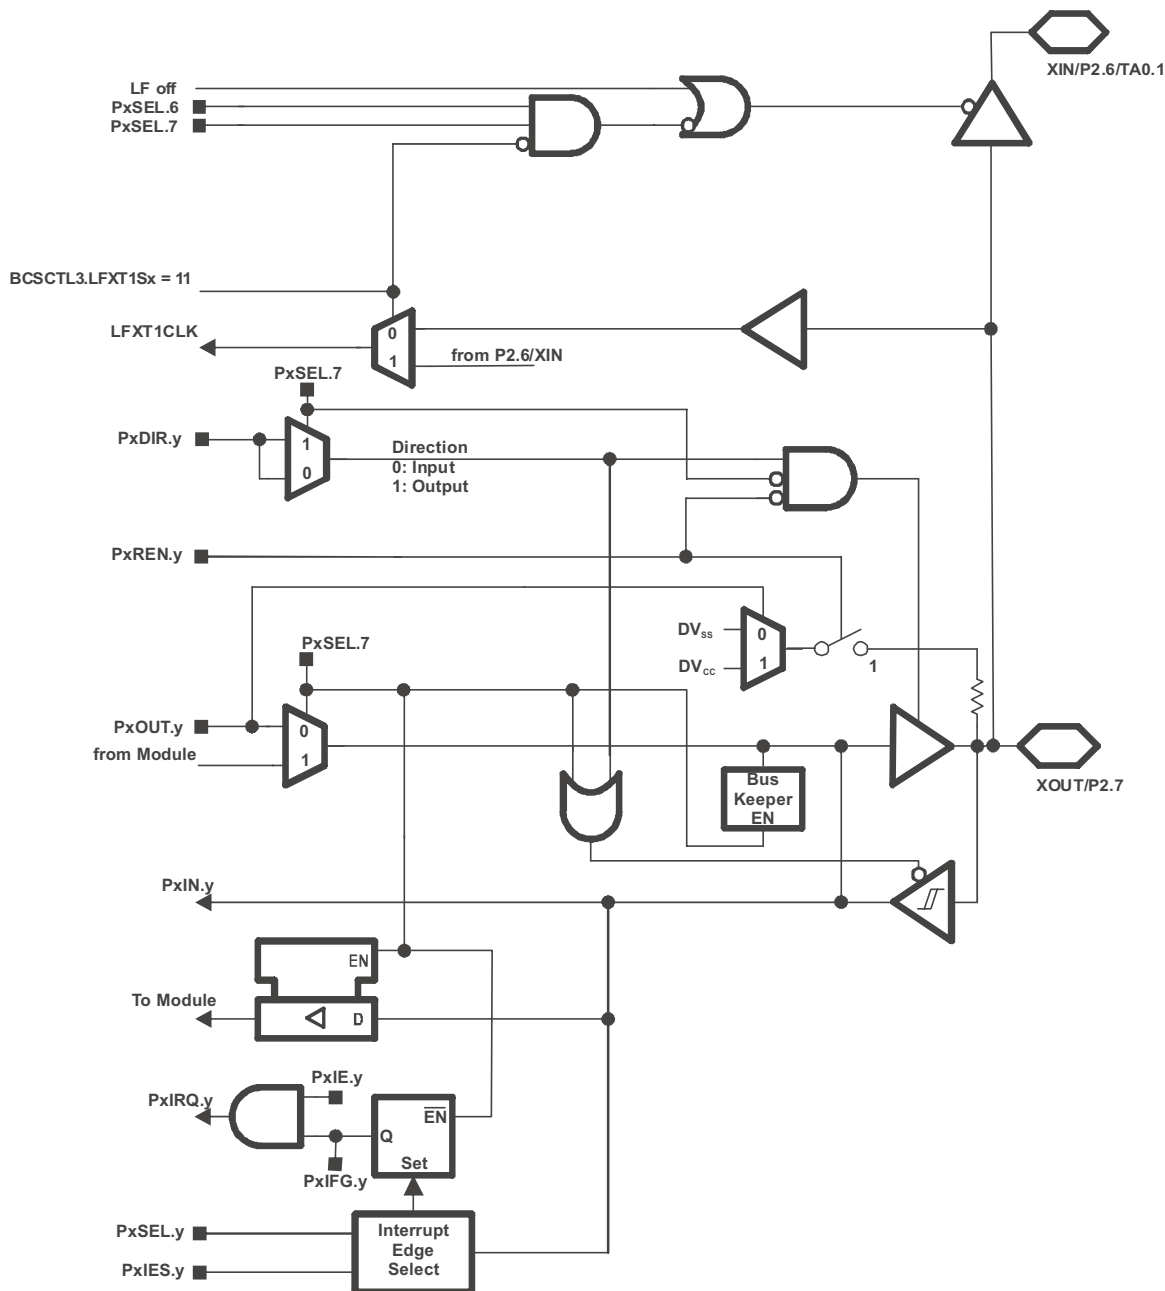 XIN/P2.6/TA0.1
LF off
PxSEL.6
PxSEL.7
BCSCTL3.LFXT1Sx = 11
LFXT1CLK
0
1
from P2.6/XIN
PxSEL.7
PxDIR.y
1
0
Direction
0: Input
1: Output
PxREN.y
DVSS
0
DVCC
1
1
PxSEL.7
PxOUT.y
0
from Module
1
Bus
Keeper
EN
XOUT/P2.7
PxIN.y
EN
To Module
D
PxIE.y
PxIRQ.y
EN
Q
Set
PxIFG.y
PxSEL.y
PxIES.y
Interrupt
Edge
Select